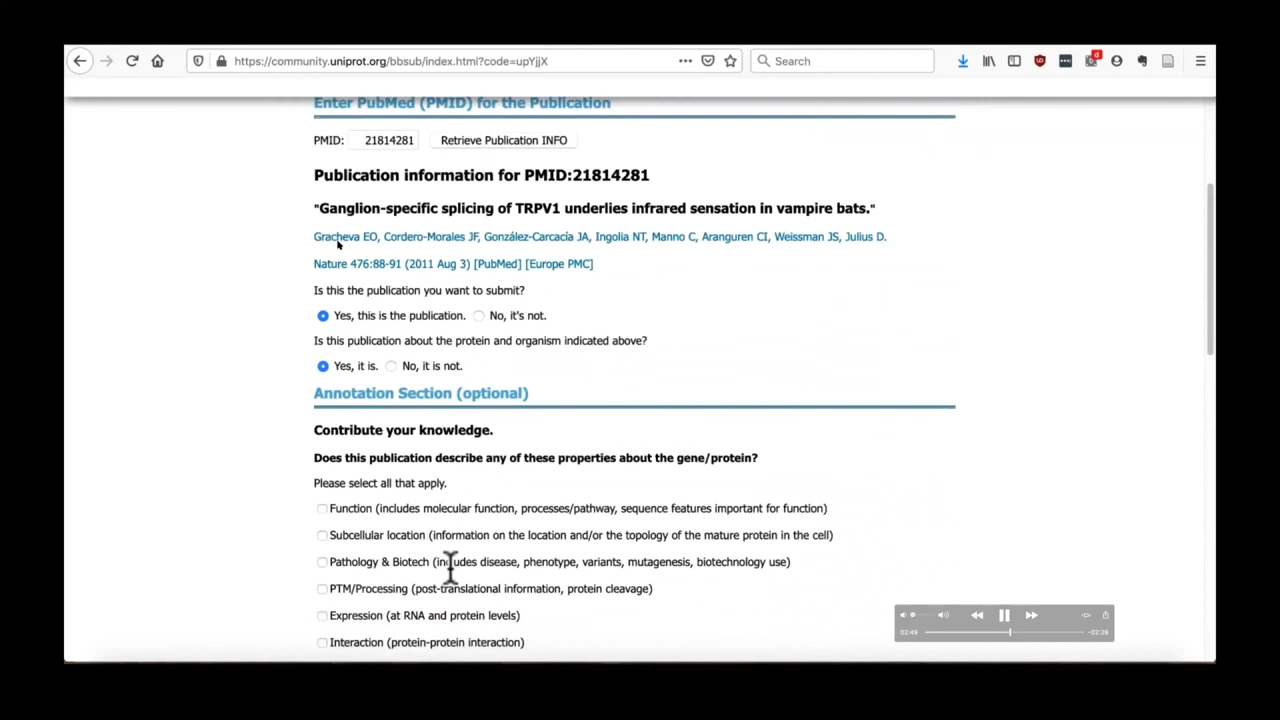 https://community.uniprot.org/bbsub/index.html?code=upYjjX
Search
d
Enter PubMed (PMID) for the Publication
PMID: 21814281 Retrieve Publication INFO
Publication information for PMID:21814281
"Ganglion-specific splicing of TRPV1 underlies infrared sensation in vampire bats."
Gracheva EO, Cordero-Morales JF, González-Carcacía JA, Ingolia NT, Manno C, Aranguren CI, Weissman JS, Julius D.
Nature 476:88-91 (2011 Aug 3) [PubMed] [Europe PMC]
Is this the publication you want to submit?
Yes, this is the publication. No, it's not.
Is this publication about the protein and organism indicated above?
Yes, it is. No, it is not.
Annotation Section (optional)
Contribute your knowledge.
Does this publication describe any of these properties about the gene/protein?
Please select all that apply.
Function (includes molecular function, processes/pathway, sequence features important for function)
Subcellular location (information on the location and/or the topology of the mature protein in the cell)
Pathology & Biotech (includes disease, phenotype, variants, mutagenesis, biotechnology use)
PTM/Processing (post-translational information, protein cleavage)
Expression (at RNA and protein levels)
Interaction (protein-protein interaction)
02:49 -02:28